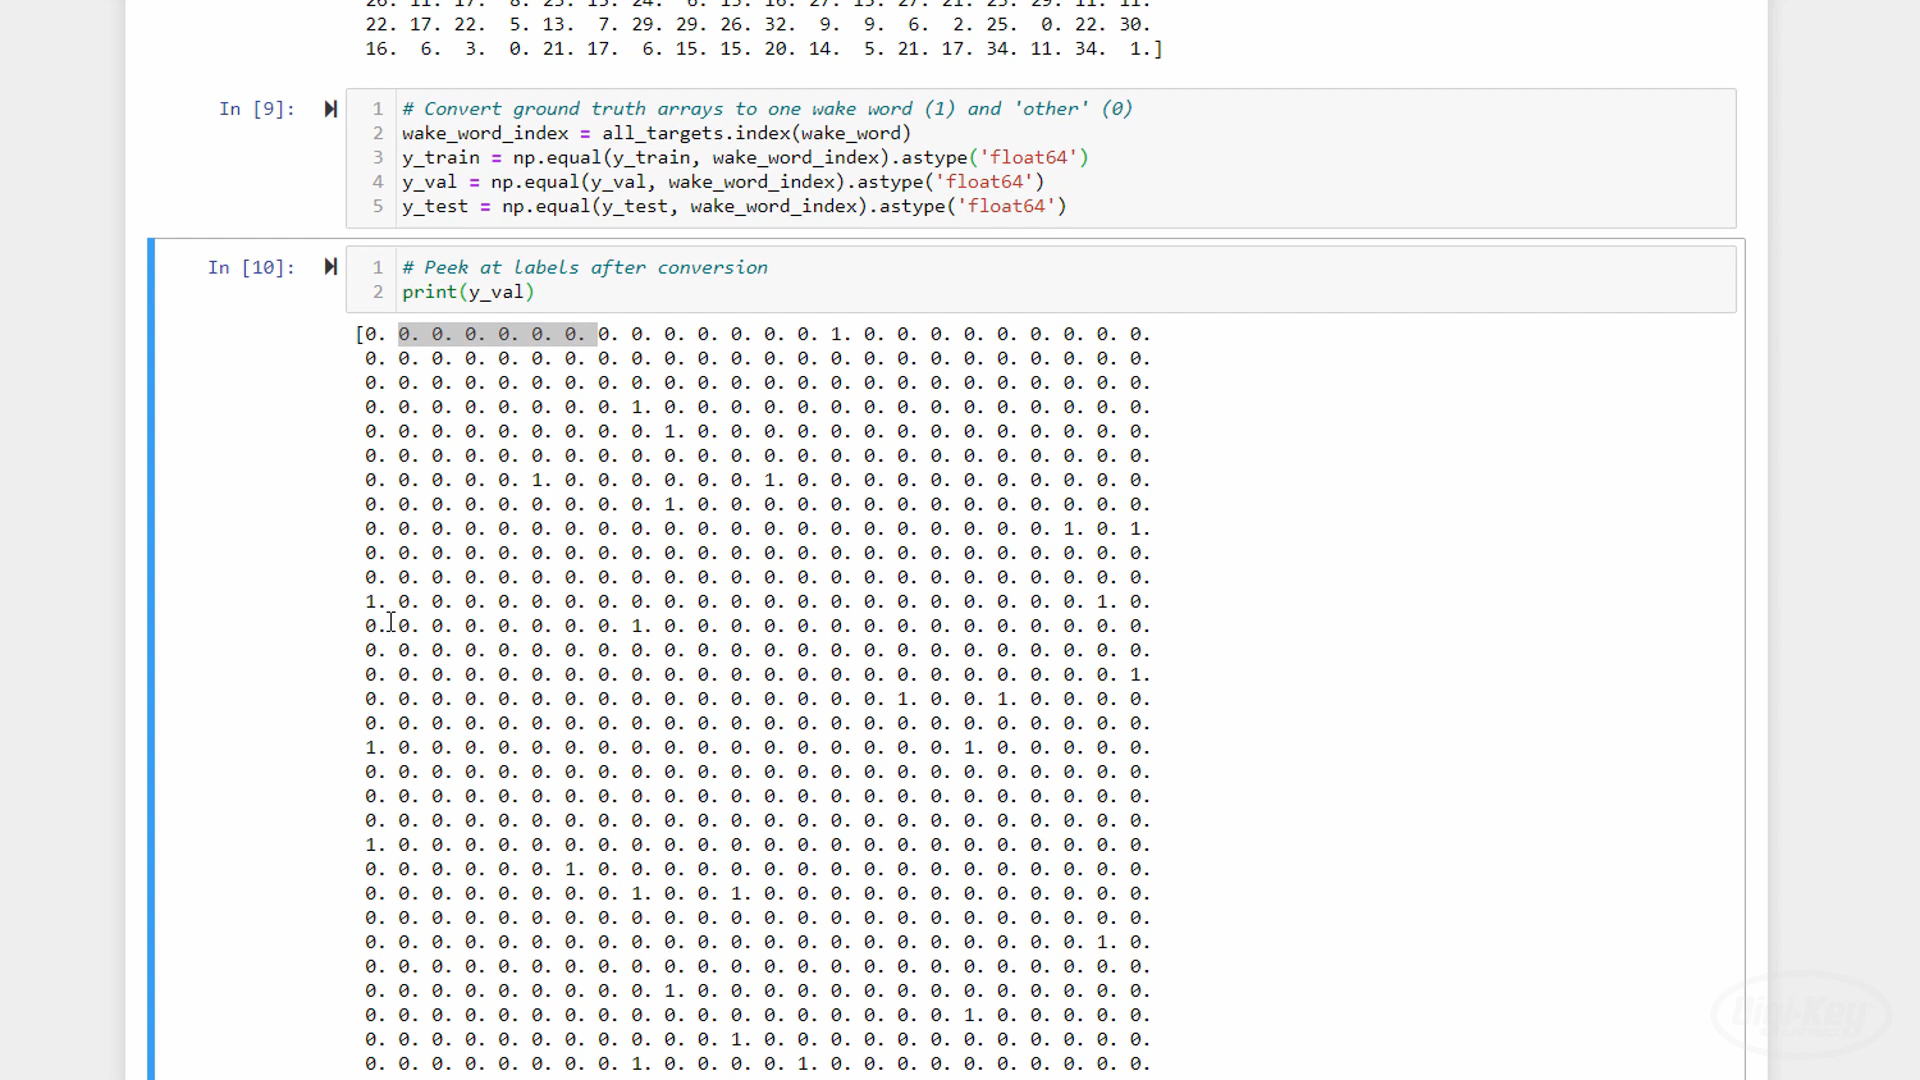 22. 17. 22. 5. 13. 7. 29. 29. 26. 32. 9. 9. 6. 2. 25. 0. 22. 30.
16. 6. 3. 0. 21. 17. 6. 15. 15. 20. 14. 5. 21. 17. 34. 11. 34. 1.]
In [9]:
1 # Convert ground truth arrays to one wake word (1) and 'other' (0)
2 wake_word_index = all_targets.index(wake_word)
3 y_train = np.equal(y_train, wake_word_index).astype('float64')
4 y_val = np.equal(y_val, wake_word_index).astype('float64')
5 y_test = np.equal(y_test, wake_word_index).astype('float64')
In [10]:
1 # Peek at labels after conversion
2 print(y_val)
[0. 0. 0. 0. 0. 0. 0. 0. 0. 0. 0. 0. 0. 0. 1. 0. 0. 0. 0. 0. 0. 0. 0. 0.
0. 0. 0. 0. 0. 0. 0. 0. 0. 0. 0. 0. 0. 0. 0. 0. 0. 0. 0. 0. 0. 0. 0. 0.
0. 0. 0. 0. 0. 0. 0. 0. 0. 0. 0. 0. 0. 0. 0. 0. 0. 0. 0. 0. 0. 0. 0. 0.
0. 0. 0. 0. 0. 0. 0. 0. 1. 0. 0. 0. 0. 0. 0. 0. 0. 0. 0. 0. 0. 0. 0. 0.
0. 0. 0. 0. 0. 0. 0. 0. 0. 1. 0. 0. 0. 0. 0. 0. 0. 0. 0. 0. 0. 0. 0. 0.
0. 0. 0. 0. 0. 0. 0. 0. 0. 0. 0. 0. 0. 0. 0. 0. 0. 0. 0. 0. 0. 0. 0. 0.
0. 0. 0. 0. 0. 1. 0. 0. 0. 0. 0. 0. 1. 0. 0. 0. 0. 0. 0. 0. 0. 0. 0. 0.
0. 0. 0. 0. 0. 0. 0. 0. 0. 1. 0. 0. 0. 0. 0. 0. 0. 0. 0. 0. 0. 0. 0. 0.
0. 0. 0. 0. 0. 0. 0. 0. 0. 0. 0. 0. 0. 0. 0. 0. 0. 0. 0. 0. 0. 1. 0. 1.
0. 0. 0. 0. 0. 0. 0. 0. 0. 0. 0. 0. 0. 0. 0. 0. 0. 0. 0. 0. 0. 0. 0. 0.
0. 0. 0. 0. 0. 0. 0. 0. 0. 0. 0. 0. 0. 0. 0. 0. 0. 0. 0. 0. 0. 0. 0. 0.
1. 0. 0. 0. 0. 0. 0. 0. 0. 0. 0. 0. 0. 0. 0. 0. 0. 0. 0. 0. 0. 0. 1. 0.
0. 0. 0. 0. 0. 0. 0. 0. 1. 0. 0. 0. 0. 0. 0. 0. 0. 0. 0. 0. 0. 0. 0. 0.
0. 0. 0. 0. 0. 0. 0. 0. 0. 0. 0. 0. 0. 0. 0. 0. 0. 0. 0. 0. 0. 0. 0. 0.
0. 0. 0. 0. 0. 0. 0. 0. 0. 0. 0. 0. 0. 0. 0. 0. 0. 0. 0. 0. 0. 0. 0. 1.
0. 0. 0. 0. 0. 0. 0. 0. 0. 0. 0. 0. 0. 0. 0. 0. 1. 0. 0. 1. 0. 0. 0. 0.
0. 0. 0. 0. 0. 0. 0. 0. 0. 0. 0. 0. 0. 0. 0. 0. 0. 0. 0. 0. 0. 0. 0. 0.
1. 0. 0. 0. 0. 0. 0. 0. 0. 0. 0. 0. 0. 0. 0. 0. 0. 0. 1. 0. 0. 0. 0. 0.
0. 0. 0. 0. 0. 0. 0. 0. 0. 0. 0. 0. 0. 0. 0. 0. 0. 0. 0. 0. 0. 0. 0. 0.
0. 0. 0. 0. 0. 0. 0. 0. 0. 0. 0. 0. 0. 0. 0. 0. 0. 0. 0. 0. 0. 0. 0. 0.
0. 0. 0. 0. 0. 0. 0. 0. 0. 0. 0. 0. 0. 0. 0. 0. 0. 0. 0. 0. 0. 0. 0. 0.
1. 0. 0. 0. 0. 0. 0. 0. 0. 0. 0. 0. 0. 0. 0. 0. 0. 0. 0. 0. 0. 0. 0. 0.
0. 0. 0. 0. 0. 0. 1. 0. 0. 0. 0. 0. 0. 0. 0. 0. 0. 0. 0. 0. 0. 0. 0. 0.
0. 0. 0. 0. 0. 0. 0. 0. 1. 0. 0. 1. 0. 0. 0. 0. 0. 0. 0. 0. 0. 0. 0. 0.
0. 0. 0. 0. 0. 0. 0. 0. 0. 0. 0. 0. 0. 0. 0. 0. 0. 0. 0. 0. 0. 0. 0. 0.
0. 0. 0. 0. 0. 0. 0. 0. 0. 0. 0. 0. 0. 0. 0. 0. 0. 0. 0. 0. 0. 0. 1. 0.
0. 0. 0. 0. 0. 0. 0. 0. 0. 0. 0. 0. 0. 0. 0. 0. 0. 0. 0. 0. 0. 0. 0. 0.
0. 0. 0. 0. 0. 0. 0. 0. 0. 1. 0. 0. 0. 0. 0. 0. 0. 0. 0. 0. 0. 0. 0. 0.
0. 0. 0. 0. 0. 0. 0. 0. 0. 0. 0. 0. 0. 0. 0. 0. 0. 0. 1. 0. 0. 0. 0. 0.
0. 0. 0. 0. 0. 0. 0. 0. 0. 0. 0. 1. 0. 0. 0. 0. 0. 0. 0. 0. 0. 0. 0. 0.
0. 0. 0. 0. 0. 0. 0. 0. 1. 0. 0. 0. 0. 1. 0. 0. 0. 0. 0. 0. 0. 0. 0. 0.
Digi-Key